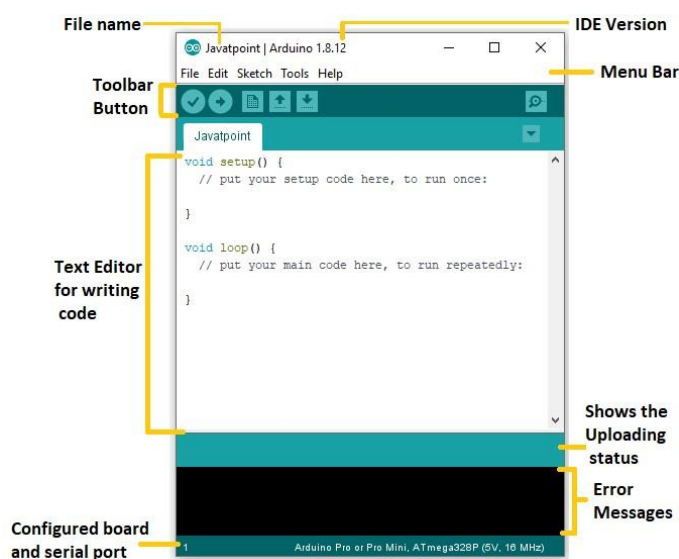 File name
IDE Version
Javatpoint | Arduino 1.8.12
File Edit Sketch Tools Help
Menu Bar
Toolbar
Button
Javatpoint
void setup() {
// put your setup code here, to run once:
}
void loop() {
// put your main code here, to run repeatedly:
}
Text Editor
for writing
code
Shows the
Uploading
status
Error
Messages
Configured board
and serial port
1
Arduino Pro or Pro Mini, ATmega328P (5V, 16 MHz)